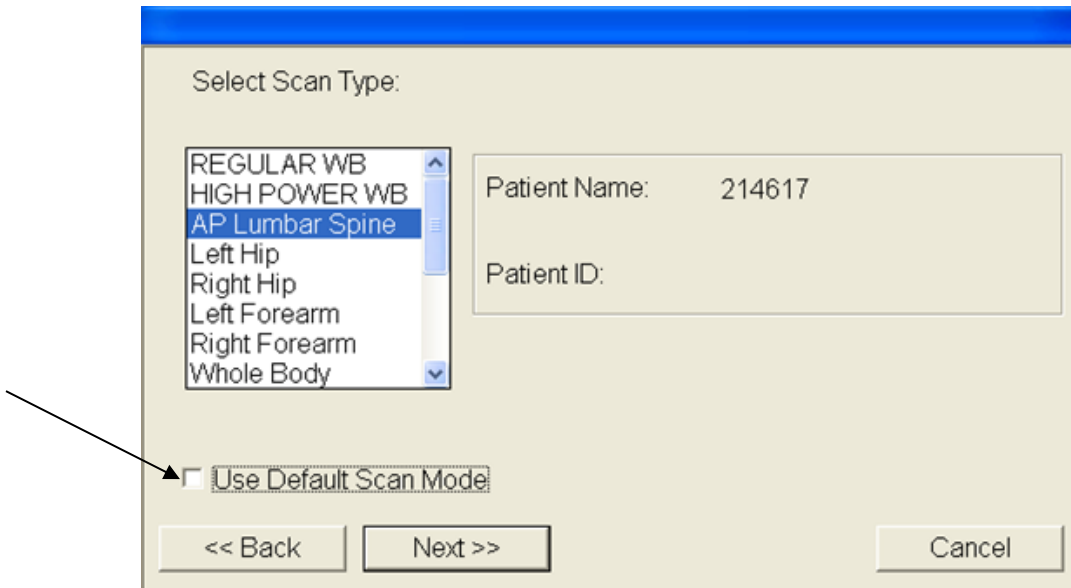 Select Scan Type:
REGULAR WB
HIGH POWER WB
AP Lumbar Spine
Left Hip
Right Hip
Left Forearm
Right Forearm
Whole Body
Patient Name: 214617
Patient ID:
Use Default Scan Mode
<< Back Next >> Cancel